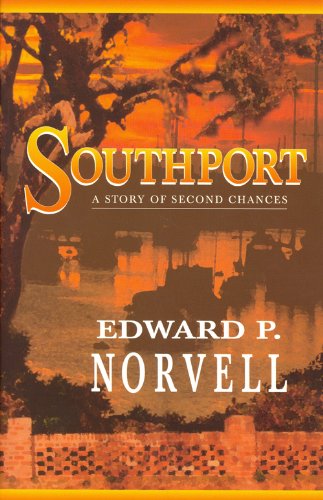 SOUTHPORT
A STORY OF SECOND CHANCES
EDWARD P.
NORVELL